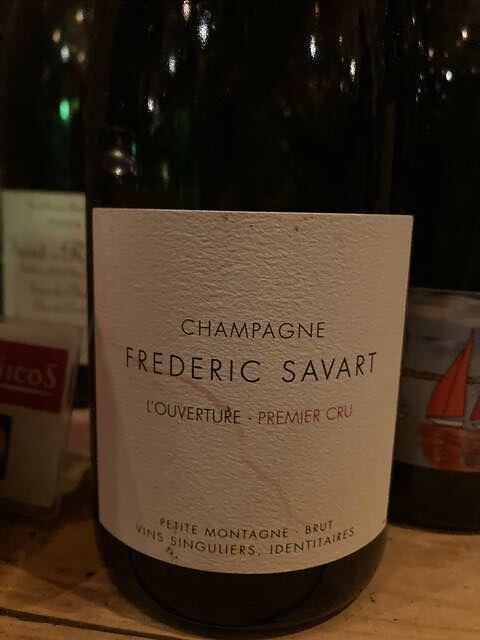 CHAMPAGNE
FREDERIC SAVART
L'OUVERTURE - PREMIER CRU
PETITE MONTAGNE - BRUT
VINS SINGULIERS, IDENTITAIRES